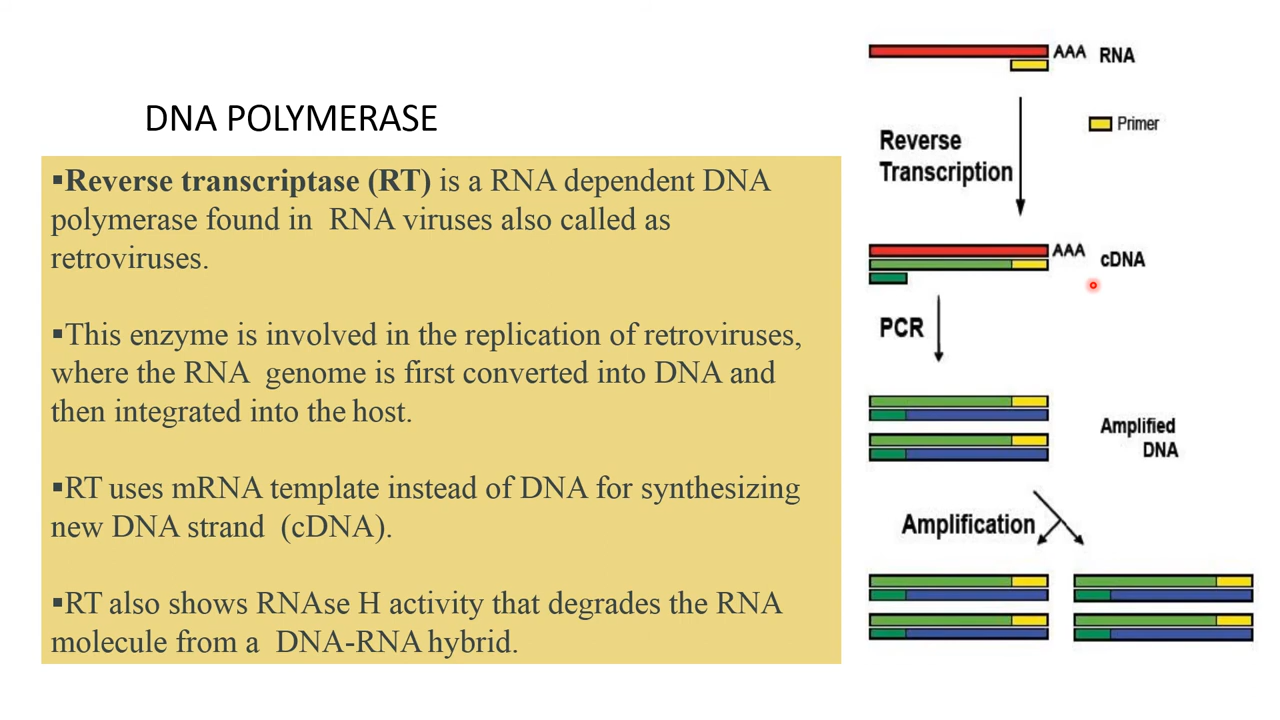 DNA POLYMERASE
▪Reverse transcriptase (RT) is a RNA dependent DNA
polymerase found in RNA viruses also called as
retroviruses.
▪This enzyme is involved in the replication of retroviruses,
where the RNA genome is first converted into DNA and
then integrated into the host.
▪RT uses mRNA template instead of DNA for synthesizing
new DNA strand (cDNA).
▪RT also shows RNAse H activity that degrades the RNA
molecule from a DNA-RNA hybrid.
AAA RNA
Primer
Reverse
Transcription
AAA cDNA
PCR
Amplified
DNA
Amplification